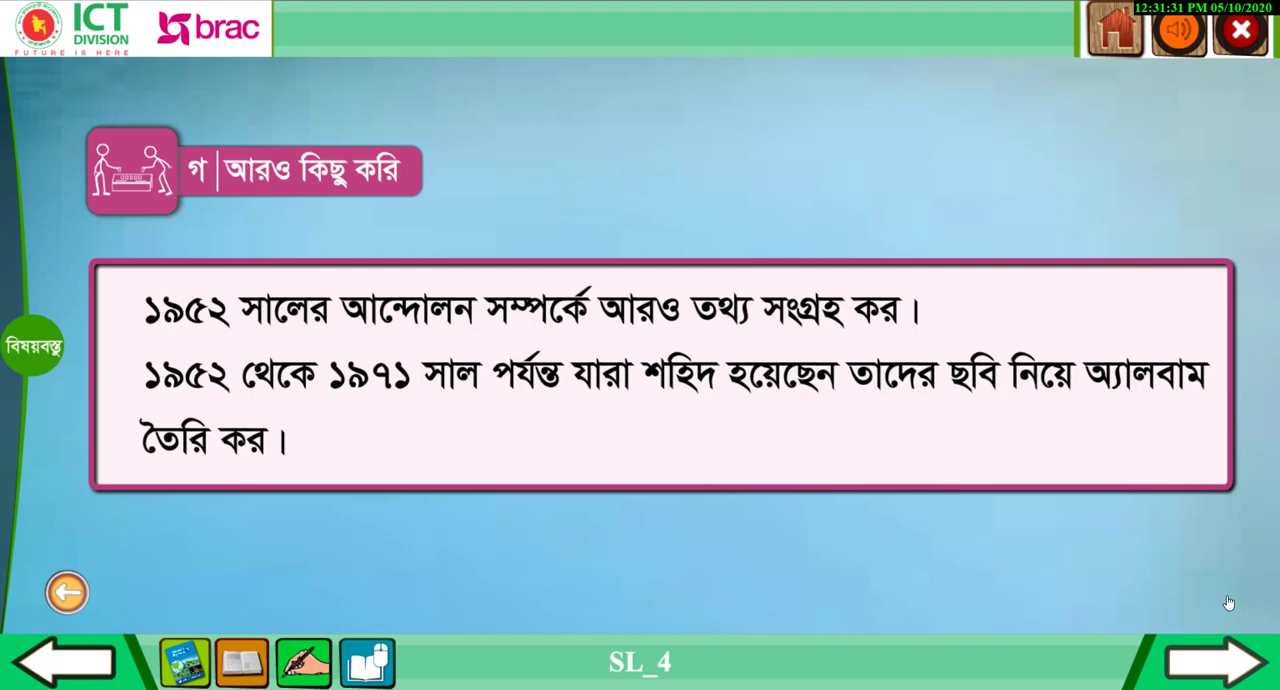 12:31:31 PM 05/10/2020
ICT
DIVISION
FUTURE IS HERE
brac
গ | আরও কিছু করি
১৯৫২ সালের আন্দোলন সম্পর্কে আরও তথ্য সংগ্রহ কর।
১৯৫২ থেকে ১৯৭১ সাল পর্যন্ত যারা শহিদ হয়েছেন তাদের ছবি নিয়ে অ্যালবাম
তৈরি কর।
বিষয়বস্তু
SL_4